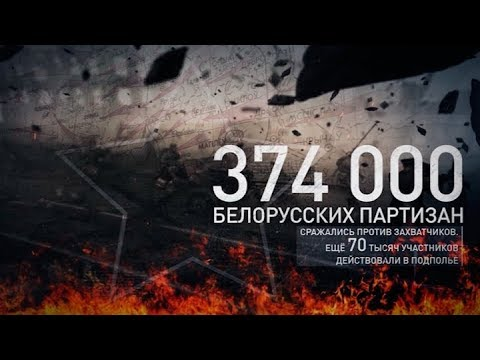 374 000
БЕЛОРУССКИХ ПАРТИЗАН
СРАЖАЛИСЬ ПРОТИВ ЗАХВАТЧИКОВ.
ЕЩЁ 70 ТЫСЯЧ УЧАСТНИКОВ
ДЕЙСТВОВАЛИ В ПОДПОЛЬЕ